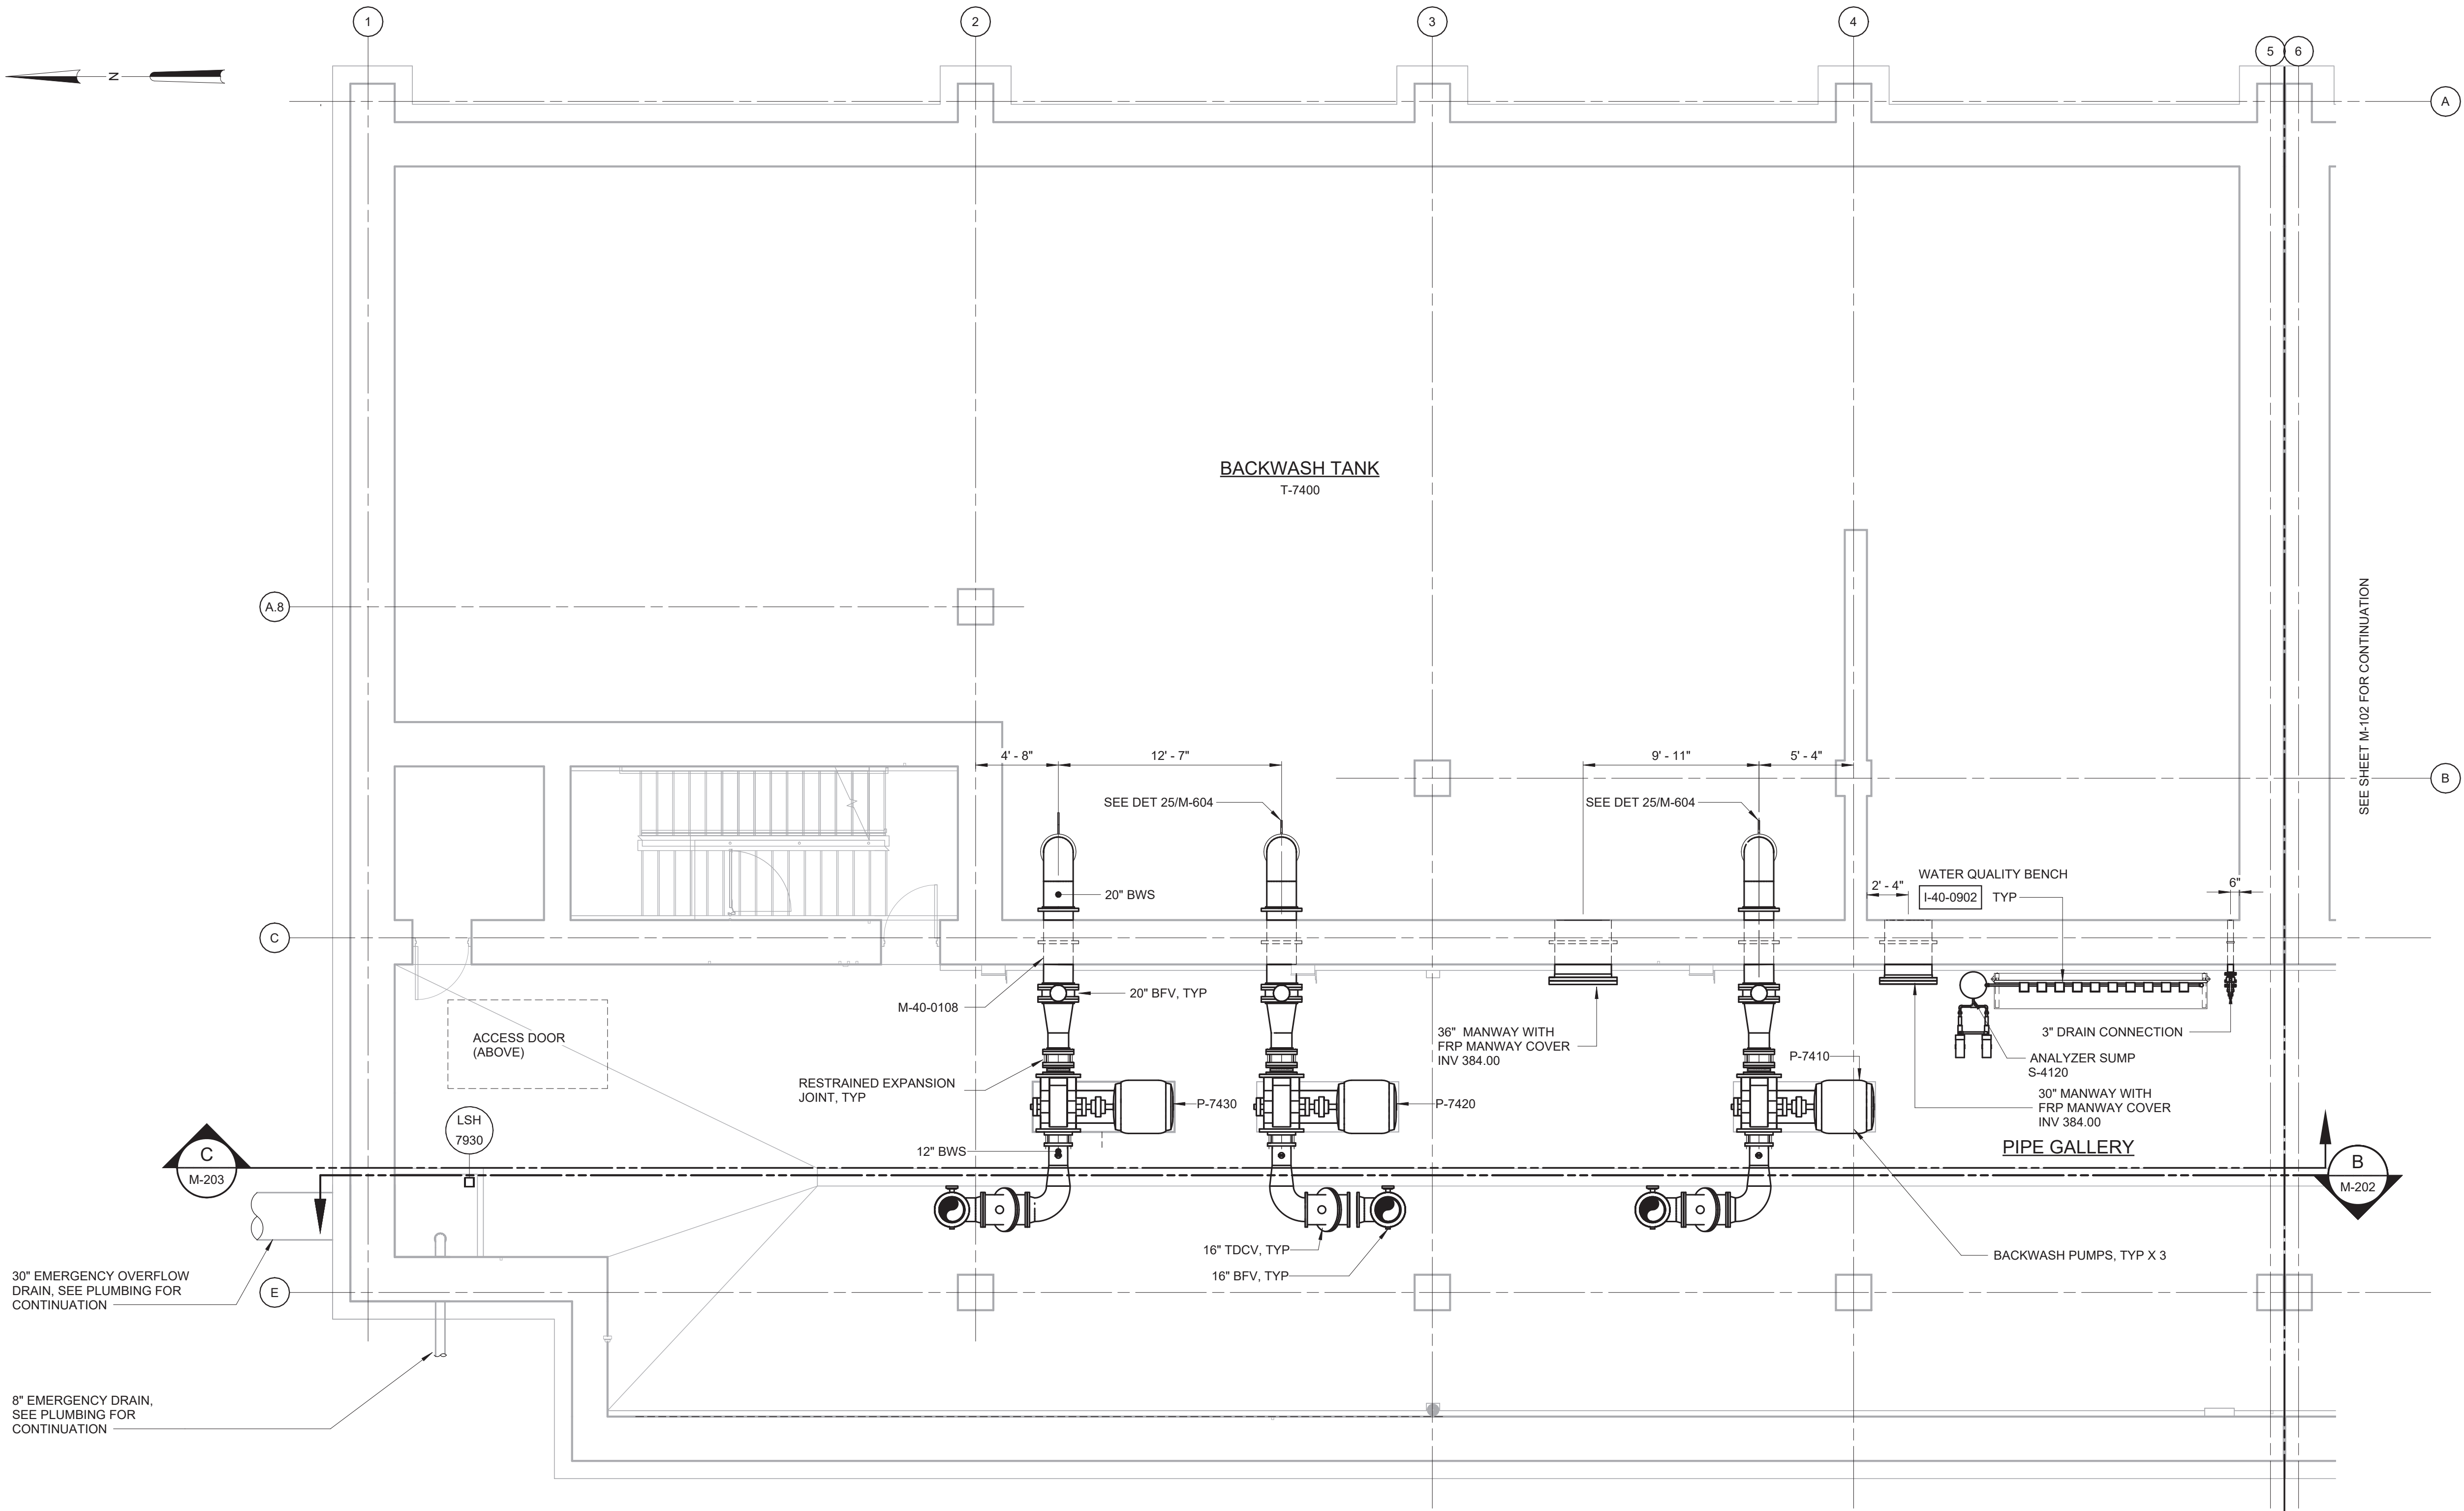 1
2
3
4
5
6
N
A
BACKWASH TANK
T-7400
A.8
SEE SHEET M-102 FOR CONTINUATION
4' - 8"
12' - 7"
9' - 11"
5' - 4"
B
SEE DET 25/M-604
SEE DET 25/M-604
WATER QUALITY BENCH
I-40-0902
TYP
2' - 4"
6"
20" BWS
C
20" BFV, TYP
M-40-0108
ACCESS DOOR
(ABOVE)
36" MANWAY WITH
FRP MANWAY COVER
INV 384.00
3" DRAIN CONNECTION
P-7410
ANALYZER SUMP
S-4120
RESTRAINED EXPANSION
JOINT, TYP
P-7430
P-7420
30" MANWAY WITH
FRP MANWAY COVER
INV 384.00
LSH
7930
PIPE GALLERY
12" BWS
C
M-203
B
M-202
16" TDCV, TYP
BACKWASH PUMPS, TYP X 3
16" BFV, TYP
30" EMERGENCY OVERFLOW
DRAIN, SEE PLUMBING FOR
CONTINUATION
E
8" EMERGENCY DRAIN,
SEE PLUMBING FOR
CONTINUATION